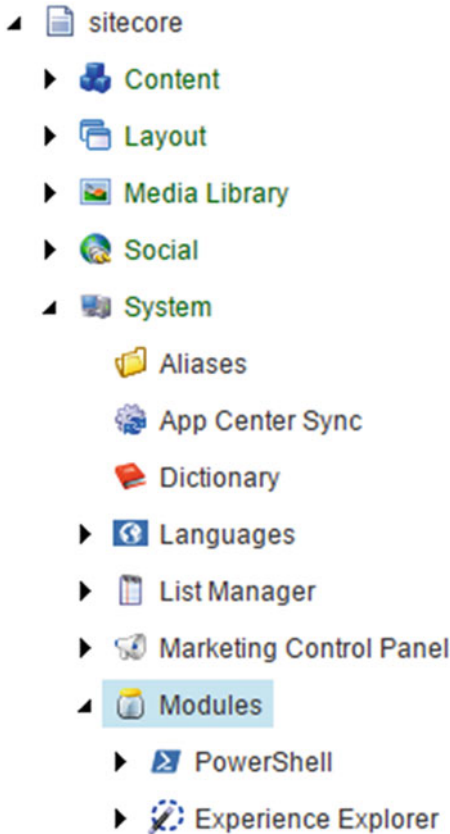 sitecore
Content
Layout
Media Library
Social
System
Aliases
App Center Sync
Dictionary
Languages
List Manager
Marketing Control Panel
Modules
PowerShell
Experience Explorer